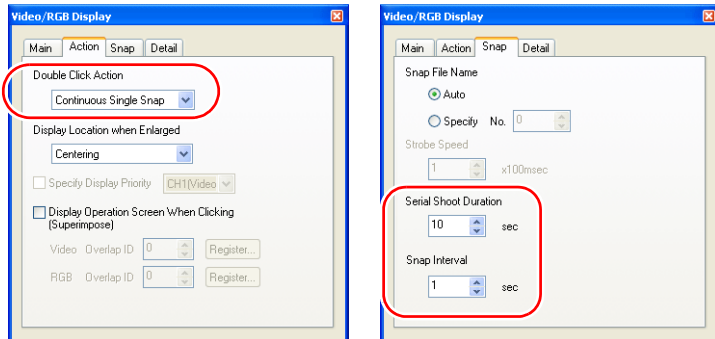 Video/RGB Display
Main Action Snap Detail
Double Click Action
Continuous Single Snap
Display Location when Enlarged
Centering
Specify Display Priority CH1(Video
Display Operation Screen When Clicking
(Superimpose)
Video Overlap ID 0 Register...
RGB Overlap ID 0 Register...
Video/RGB Display
Main Action Snap Detail
Snap File Name
Auto
Specify No. 0
Strobe Speed
1 x100msec
Serial Shoot Duration
10 sec
Snap Interval
1 sec